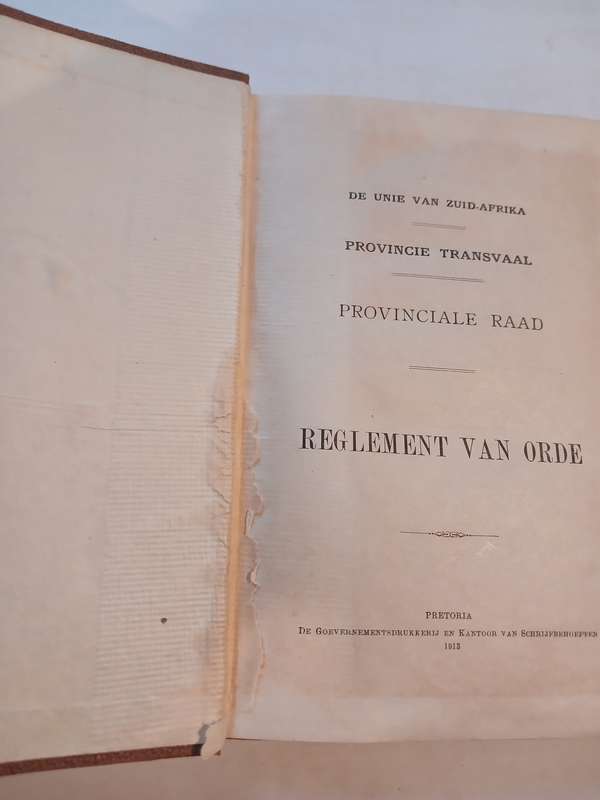 DE UNIE VAN ZUID-AFRIKA
PROVINCIE TRANSVAAL
PROVINCIALE RAAD
REGLEMENT VAN ORDE
PRETORIA
DE GOEVERNEMENTSDRUKKERIJ EN KANTOOR VAN SCHRIJFBEHOEFTEN
1913